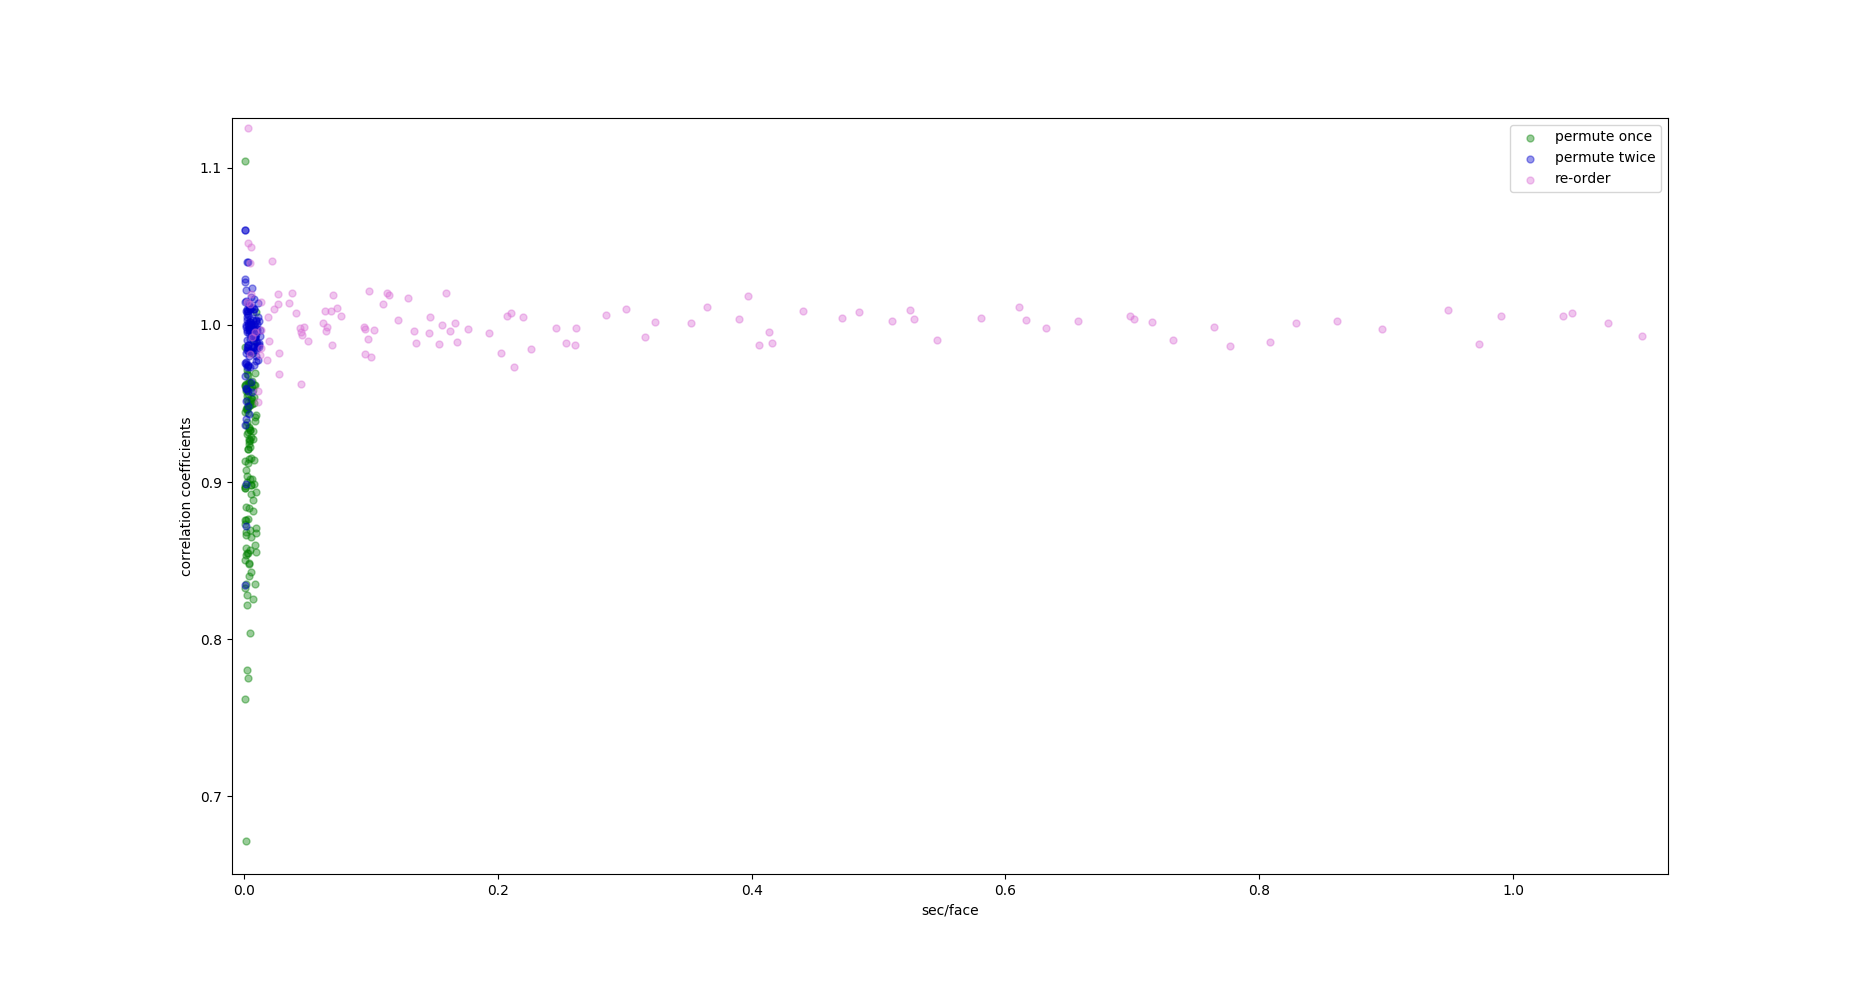 permute once
permute twice
re-order
1.1
1.0
0.9
0.8
0.7
correlation coefficients
0.0 0.2 0.4 0.6 0.8 1.0
sec/face